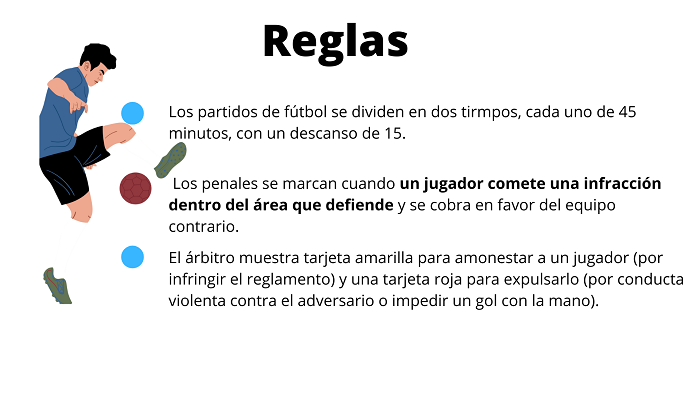 Reglas
Los partidos de fútbol se dividen en dos tirmpos, cada uno de 45
minutos, con un descanso de 15.
Los penales se marcan cuando un jugador comete una infracción
dentro del área que defiende y se cobra en favor del equipo
contrario.
El árbitro muestra tarjeta amarilla para amonestar a un jugador (por
infringir el reglamento) y una tarjeta roja para expulsarlo (por conducta
violenta contra el adversario o impedir un gol con la mano).